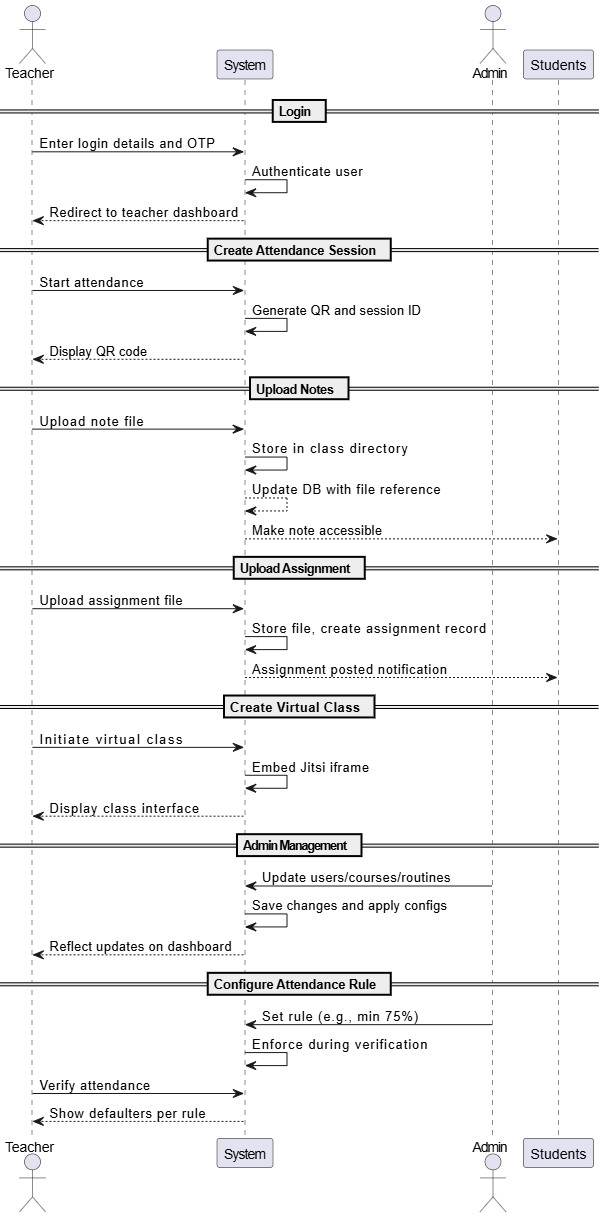 Teacher
System
Admin
Students
Login
Enter login details and OTP
Authenticate user
Redirect to teacher dashboard
Create Attendance Session
Start attendance
Generate QR and session ID
Display QR code
Upload Notes
Upload note file
Store in class directory
Update DB with file reference
Make note accessible
Upload Assignment
Upload assignment file
Store file, create assignment record
Assignment posted notification
Create Virtual Class
Initiate virtual class
Embed Jitsi iframe
Display class interface
Admin Management
Update users/courses/routines
Save changes and apply configs
Reflect updates on dashboard
Configure Attendance Rule
Set rule (e.g., min 75%)
Enforce during verification
Verify attendance
Show defaulters per rule
Teacher
System
Admin
Students